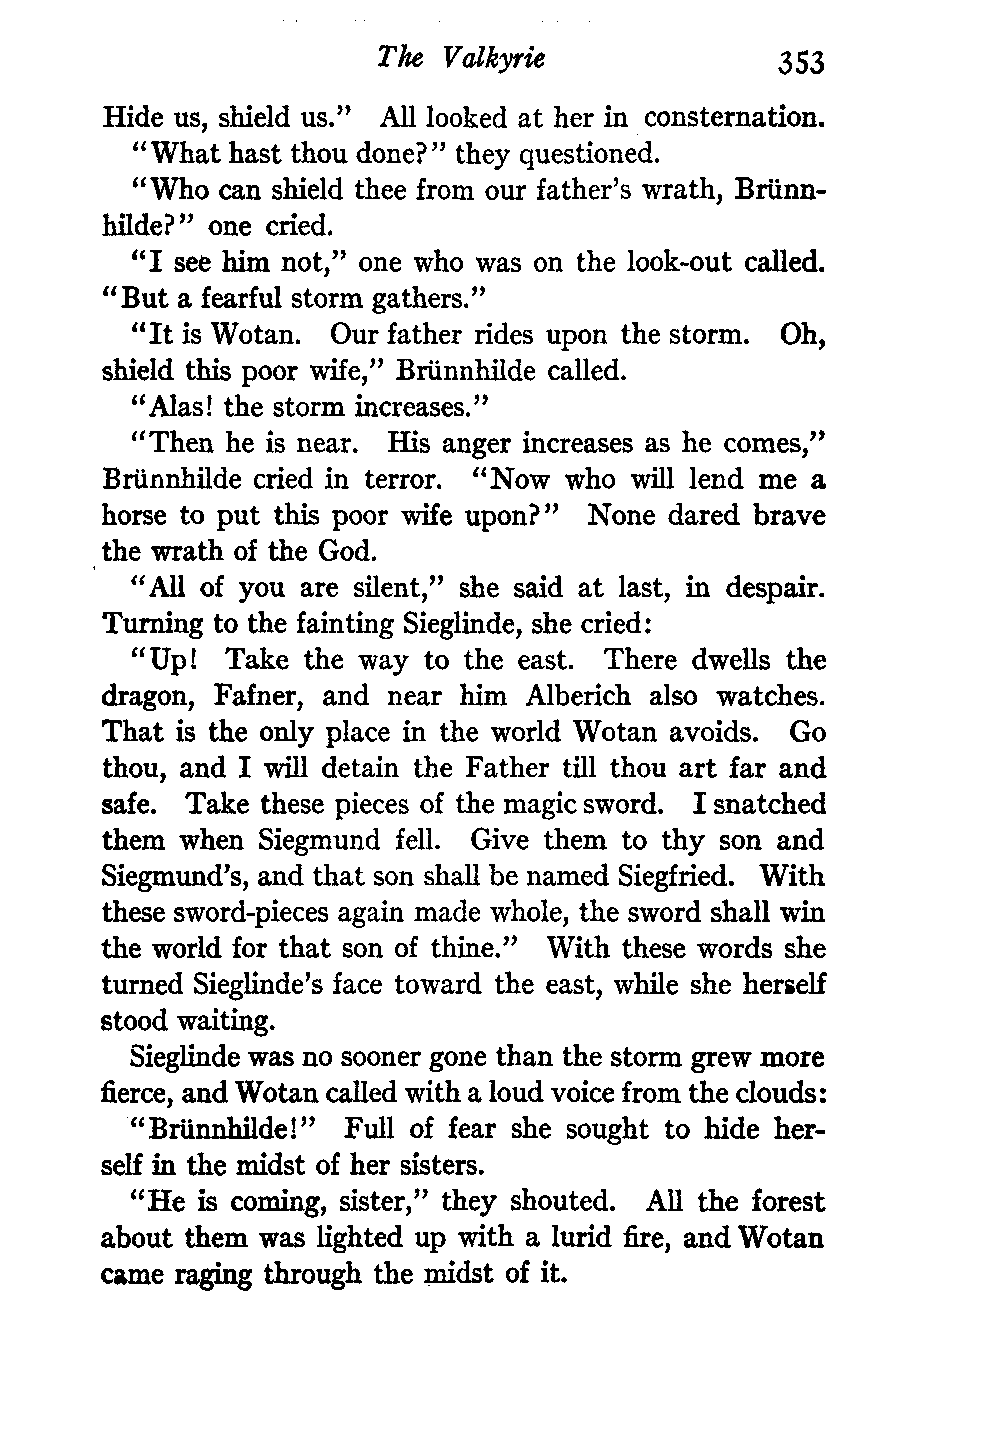 The Valkyrie 353
Hide us, shield us.” All looked at her in consternation.
“What hast thou done?” they questioned.
“Who can shield thee from our father’s wrath, Brünn-
hilde?” one cried.
“I see him not,” one who was on the look-out called.
“But a fearful storm gathers.”
“It is Wotan. Our father rides upon the storm. Oh,
shield this poor wife,” Brünnhilde called.
“Alas! the storm increases.”
“Then he is near. His anger increases as he comes,”
Brünnhilde cried in terror. “Now who will lend me a
horse to put this poor wife upon?” None dared brave
the wrath of the God.
“All of you are silent,” she said at last, in despair.
Turning to the fainting Sieglinde, she cried:
“Up! Take the way to the east. There dwells the
dragon, Fafner, and near him Alberich also watches.
That is the only place in the world Wotan avoids. Go
thou, and I will detain the Father till thou art far and
safe. Take these pieces of the magic sword. I snatched
them when Siegmund fell. Give them to thy son and
Siegmund’s, and that son shall be named Siegfried. With
these sword-pieces again made whole, the sword shall win
the world for that son of thine.” With these words she
turned Sieglinde’s face toward the east, while she herself
stood waiting.
Sieglinde was no sooner gone than the storm grew more
fierce, and Wotan called with a loud voice from the clouds:
“Brünnhilde!” Full of fear she sought to hide her-
self in the midst of her sisters.
“He is coming, sister,” they shouted. All the forest
about them was lighted up with a lurid fire, and Wotan
came raging through the midst of it.